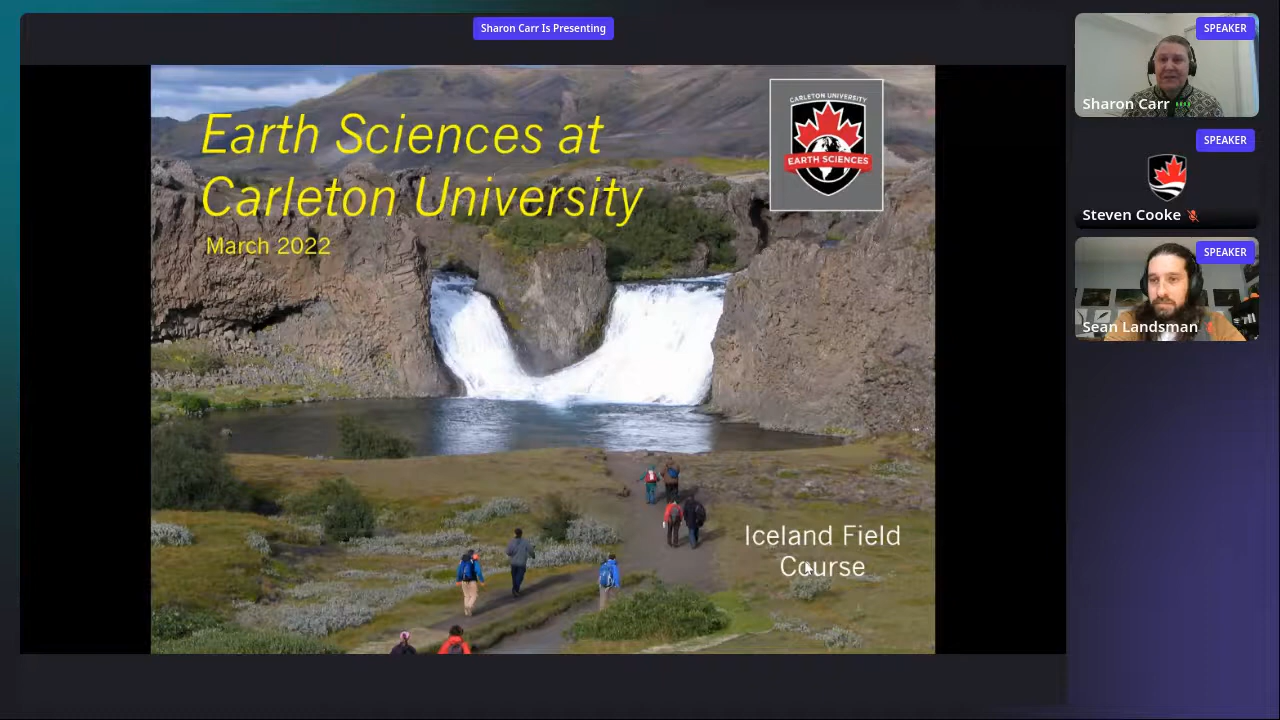 Sharon Carr Is Presenting
Earth Sciences at
Carleton University
March 2022
CARLETON UNIVERSITY
EARTH SCIENCES
Iceland Field
Course
SPEAKER
Sharon Carr
SPEAKER
Steven Cooke
SPEAKER
Sean Landsman